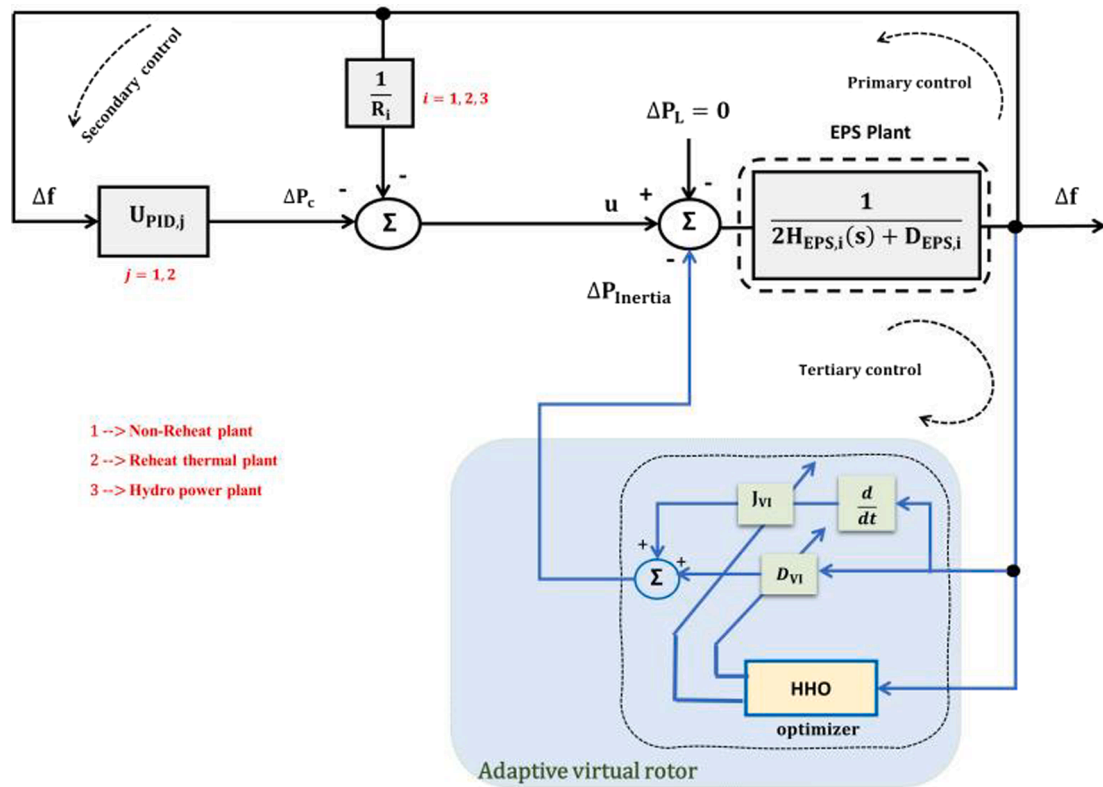 Secondary control
1
R_i
i = 1, 2, 3
Primary control
ΔP_L = 0
EPS Plant
Δf
U_PID,j
ΔP_c
-
-
Σ
u
+
-
Σ
-
1
2H_EPS,i(s) + D_EPS,i
Δf
j = 1, 2
ΔP_Inertia
Tertiary control
1 --> Non-Reheat plant
2 --> Reheat thermal plant
3 --> Hydro power plant
J_VI
d
dt
+
+
Σ
D_VI
HHO
optimizer
Adaptive virtual rotor